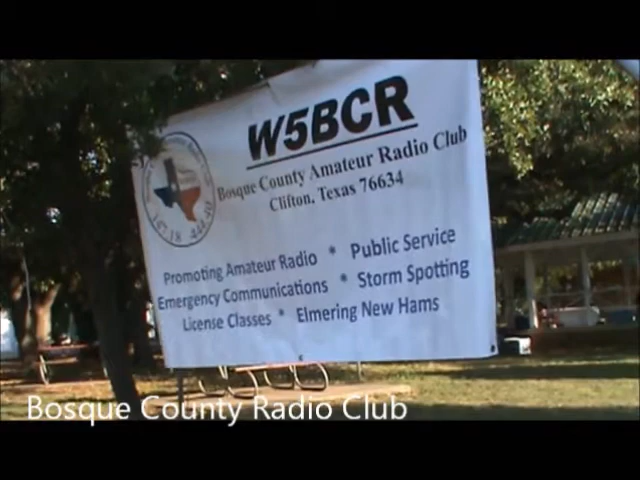 W5BCR
Bosque County Amateur Radio Club
Clifton, Texas 76634
Promoting Amateur Radio * Public Service
Emergency Communications * Storm Spotting
License Classes * Elmering New Hams
Bosque County Radio Club